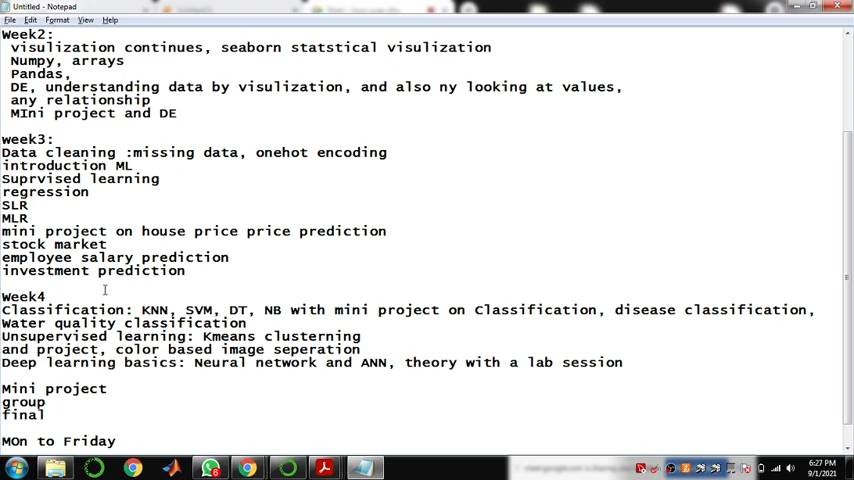 Untitled - Notepad
File Edit Format View Help
Week2:
visulization continues, seaborn statstical visulization
Numpy, arrays
Pandas,
DE, understanding data by visulization, and also ny looking at values,
any relationship
MIni project and DE
week3:
Data cleaning :missing data, onehot encoding
introduction ML
Suprvised learning
regression
SLR
MLR
mini project on house price price prediction
stock market
employee salary prediction
investment prediction
Week4
Classification: KNN, SVM, DT, NB with mini project on Classification, disease classification,
Water quality classification
Unsupervised learning: Kmeans clusterning
and project, color based image seperation
Deep learning basics: Neural network and ANN, theory with a lab session
Mini project
group
final
MOn to Friday
6:27 PM
9/1/2021